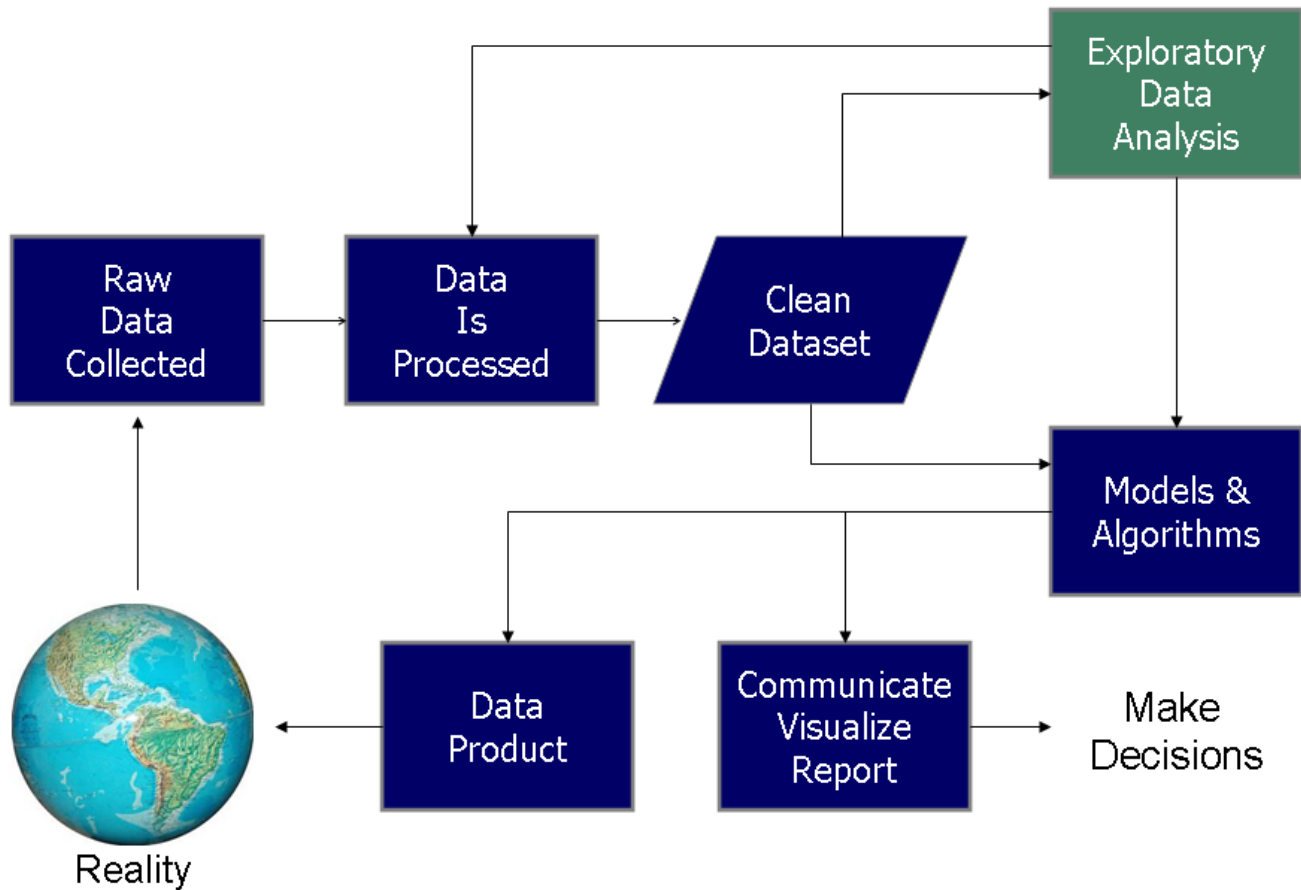 Exploratory
Data
Analysis
Raw
Data
Collected
Data
Is
Processed
Clean
Dataset
Models &
Algorithms
Data
Product
Communicate
Visualize
Report
Make
Decisions
Reality